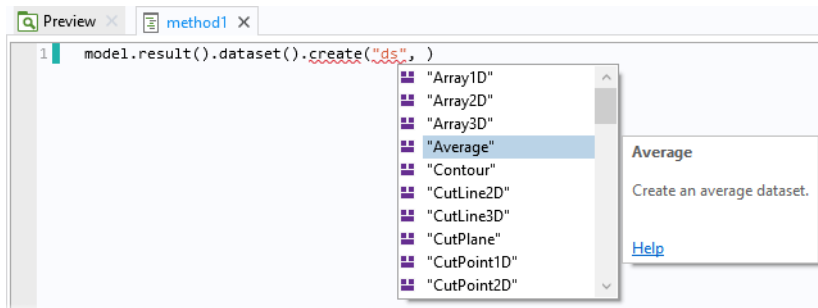 Preview method1
1 model.result().dataset().create("ds", )
"Array1D"
"Array2D"
"Array3D"
"Average"
"Contour"
"CutLine2D"
"CutLine3D"
"CutPlane"
"CutPoint1D"
"CutPoint2D"
Average
Create an average dataset.
Help